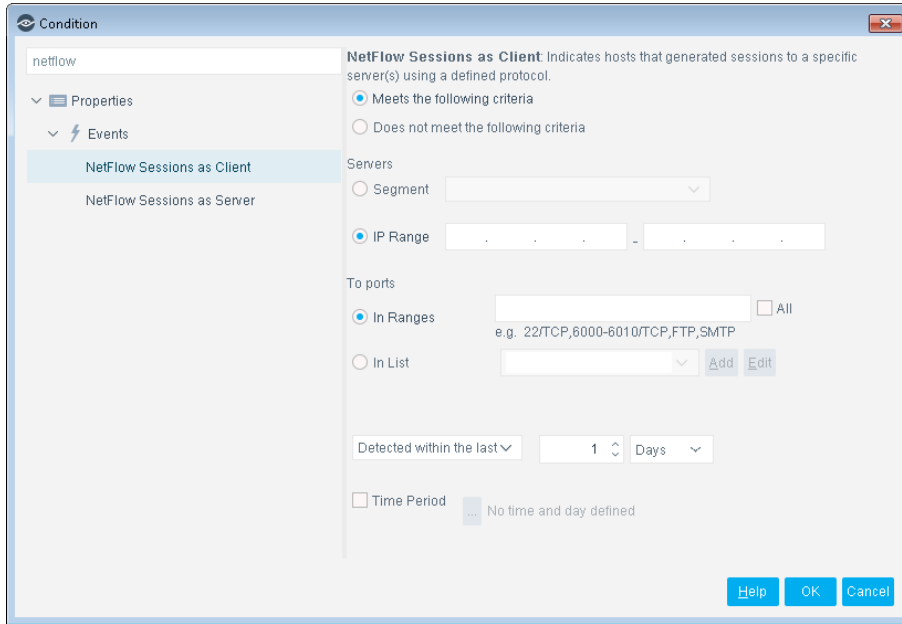 Condition
netflow
Properties
Events
NetFlow Sessions as Client
NetFlow Sessions as Server
NetFlow Sessions as Client: Indicates hosts that generated sessions to a specific
server(s) using a defined protocol.
Meets the following criteria
Does not meet the following criteria
Servers
Segment
IP Range . . . - . . .
To ports
In Ranges All
e.g. 22/TCP,6000-6010/TCP,FTP,SMTP
In List Add Edit
Detected within the last 1 Days
Time Period ... No time and day defined
Help OK Cancel